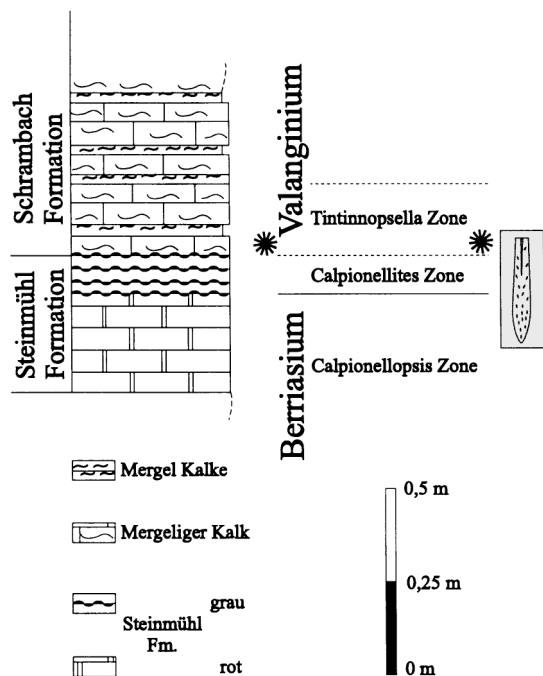 Schrambach
Formation
Steinmühl
Formation
Valanginium
Berriasium
Tintinnopsella Zone
Calpionellites Zone
Calpionellopsis Zone
Mergel Kalke
Mergeliger Kalk
grau
Steinmühl
Fm.
rot
0,5 m
0,25 m
0 m